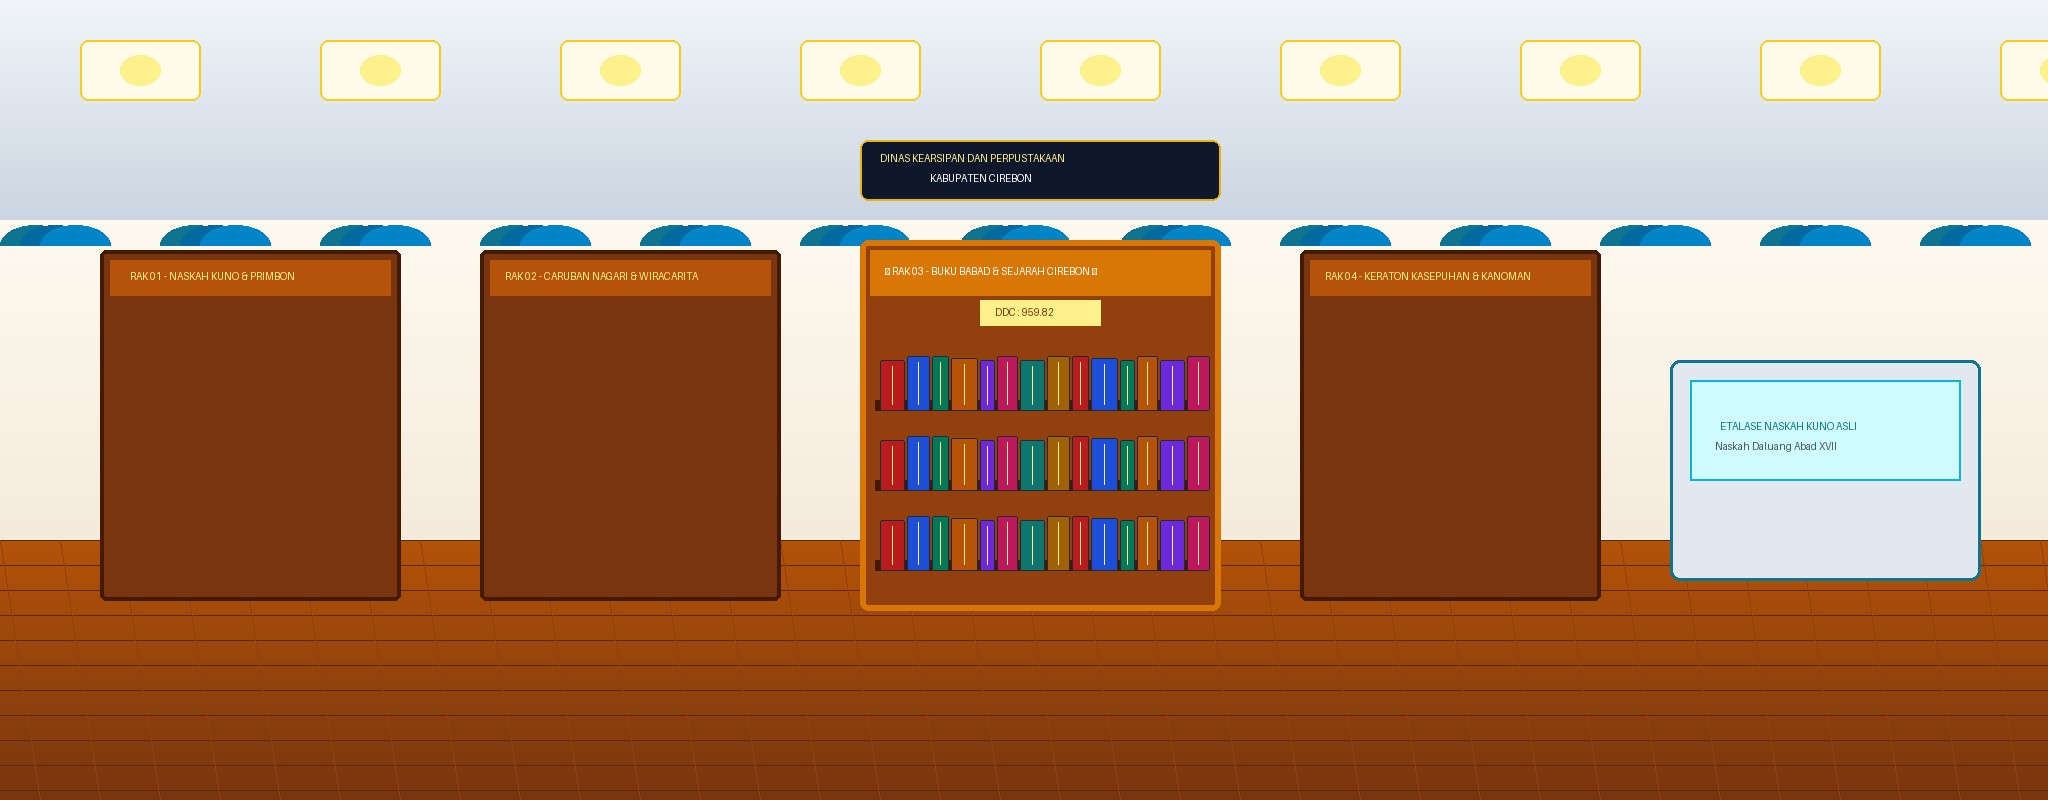 DINAS KEARSIPAN DAN PERPUSTAKAAN
KABUPATEN CIREBON
RAK 01 - NASKAH KUNO & PRIMBON
RAK 02 - CARUBAN NAGARI & WIRACARITA
RAK 03 - BUKU BABAD & SEJARAH CIREBON
DDC : 959.82
RAK 04 - KERATON KASEPUHAN & KANOMAN
ETALASE NASKAH KUNO ASLI
Naskah Daluang Abad XVII